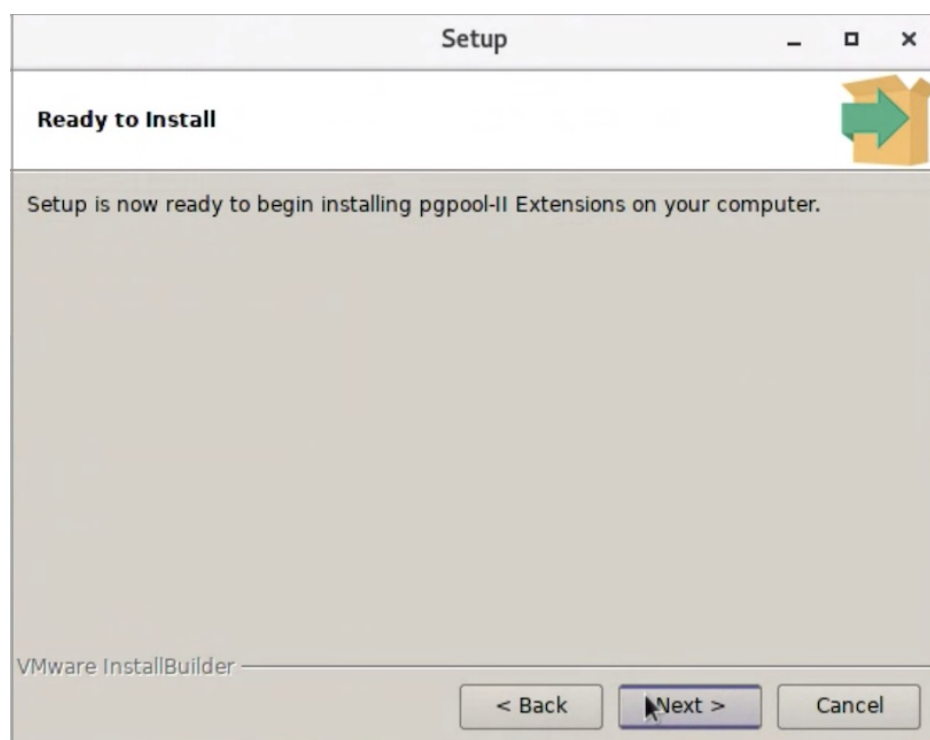 Setup
Ready to Install
Setup is now ready to begin installing pgpool-II Extensions on your computer.
VMware InstallBuilder
< Back Next > Cancel